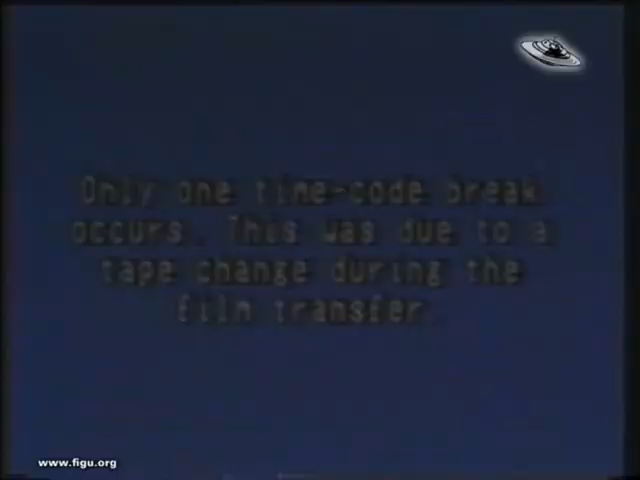 Only one time-code break
occurs. This was due to a
tape change during the
film transfer.
www.figu.org